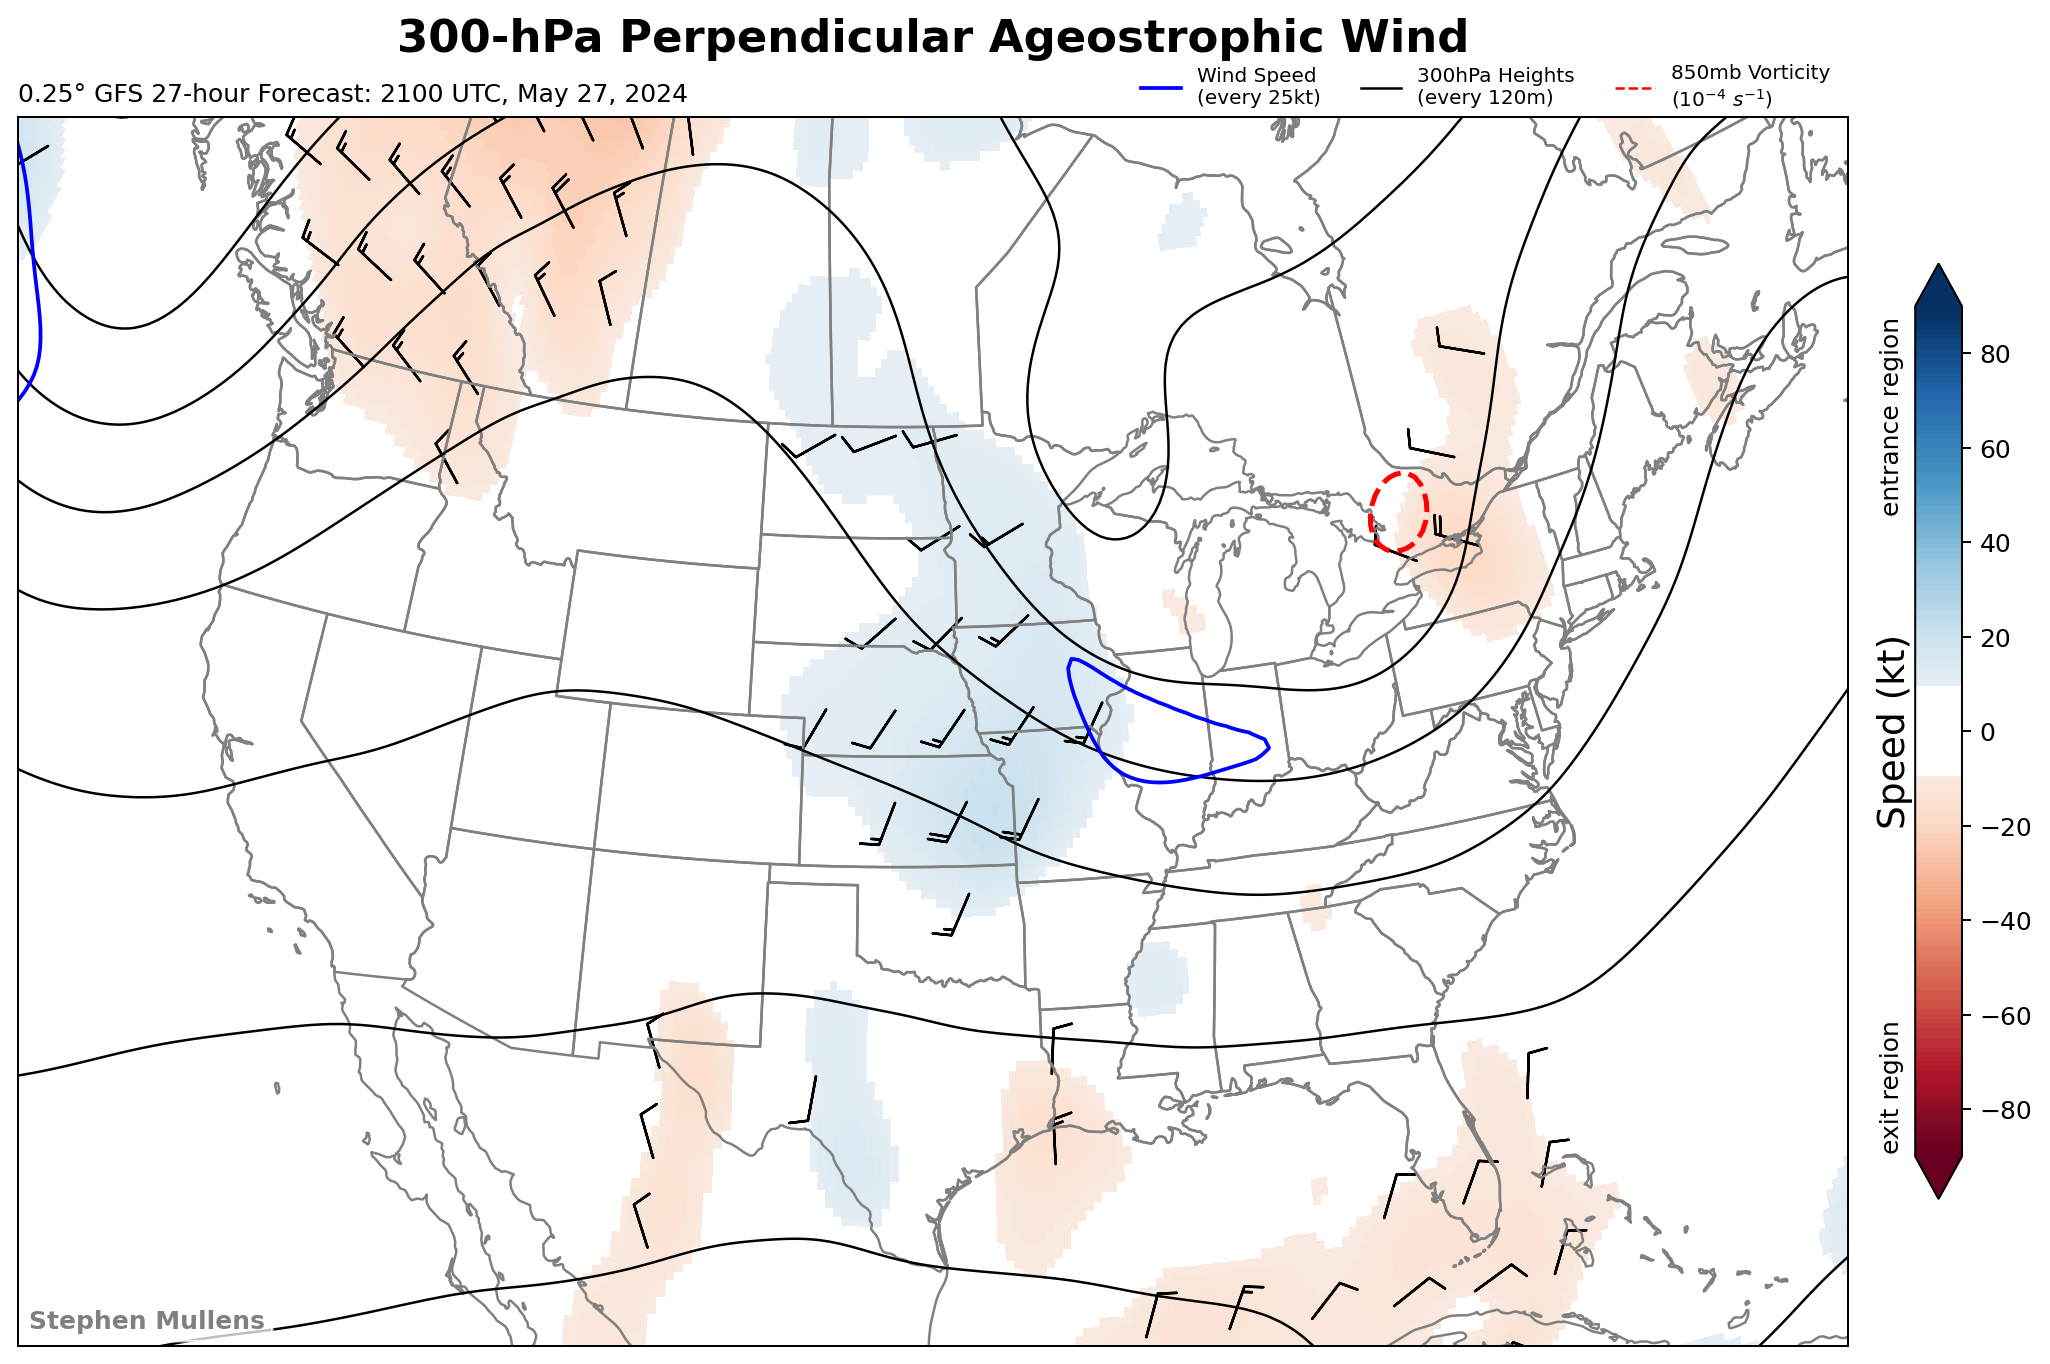 300-hPa Perpendicular Ageostrophic Wind
0.25° GFS 27-hour Forecast: 2100 UTC, May 27, 2024
Wind Speed
(every 25kt)
300hPa Heights
(every 120m)
850mb Vorticity
(10⁻⁴ s⁻¹)
entrance region
Speed (kt)
exit region
80
60
40
20
0
−20
−40
−60
−80
Stephen Mullens